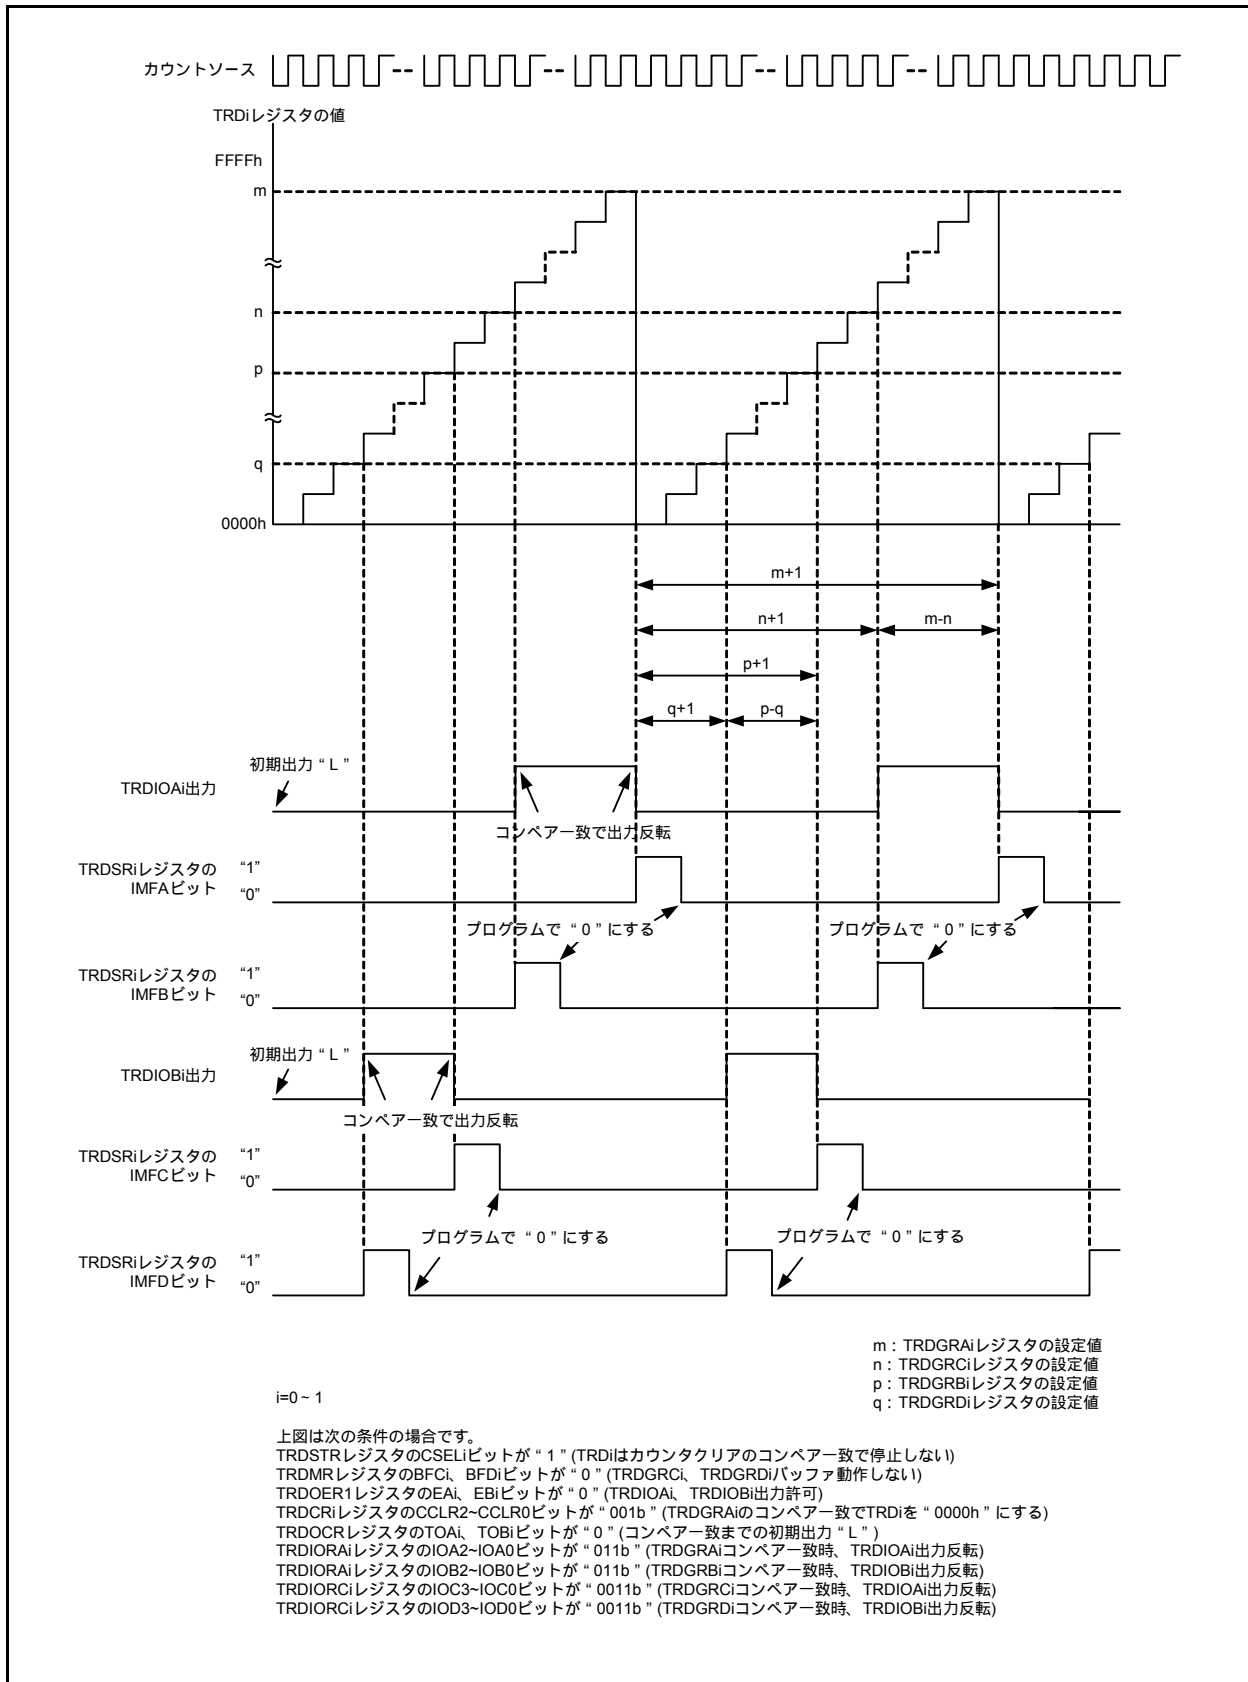 カウントソース
TRDiレジスタの値
FFFFh
m
n
p
q
0000h
m+1
n+1
m-n
p+1
q+1
p-q
初期出力 “ L ”
TRDIOAi出力
コンペア一致で出力反転
TRDSRiレジスタの
IMFAビット
“1”
“0”
プログラムで “ 0 ” にする
プログラムで “ 0 ” にする
TRDSRiレジスタの
IMFBビット
“1”
“0”
初期出力 “ L ”
TRDIOBi出力
コンペア一致で出力反転
TRDSRiレジスタの
IMFCビット
“1”
“0”
プログラムで “ 0 ” にする
プログラムで “ 0 ” にする
TRDSRiレジスタの
IMFDビット
“1”
“0”
m : TRDGRAiレジスタの設定値
n : TRDGRCiレジスタの設定値
p : TRDGRBiレジスタの設定値
q : TRDGRDiレジスタの設定値
i=0 ~ 1
上図は次の条件の場合です。
TRDSTRレジスタのCSELiビットが “ 1 ” (TRDiはカウンタクリアのコンペア一致で停止しない)
TRDMRレジスタのBFCi、BFDiビットが “ 0 ” (TRDGRCi、TRDGRDiバッファ動作しない)
TRDOER1レジスタのEAi、EBiビットが “ 0 ” (TRDIOAi、TRDIOBi出力許可)
TRDCRiレジスタのCCLR2~CCLR0ビットが “ 001b ” (TRDGRAiのコンペア一致でTRDiを “ 0000h ” にする)
TRDOCRレジスタのTOAi、TOBiビットが “ 0 ” (コンペア一致までの初期出力 “ L ” )
TRDIORAiレジスタのIOA2~IOA0ビットが “ 011b ” (TRDGRAiコンペア一致時、TRDIOAi出力反転)
TRDIORAiレジスタのIOB2~IOB0ビットが “ 011b ” (TRDGRBiコンペア一致時、TRDIOBi出力反転)
TRDIORCiレジスタのIOC3~IOC0ビットが “ 0011b ” (TRDGRCiコンペア一致時、TRDIOAi出力反転)
TRDIORCiレジスタのIOD3~IOD0ビットが “ 0011b ” (TRDGRDiコンペア一致時、TRDIOBi出力反転)